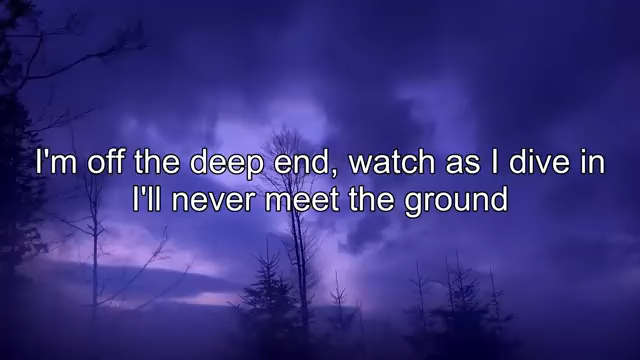 I'm off the deep end, watch as I dive in
I'll never meet the ground